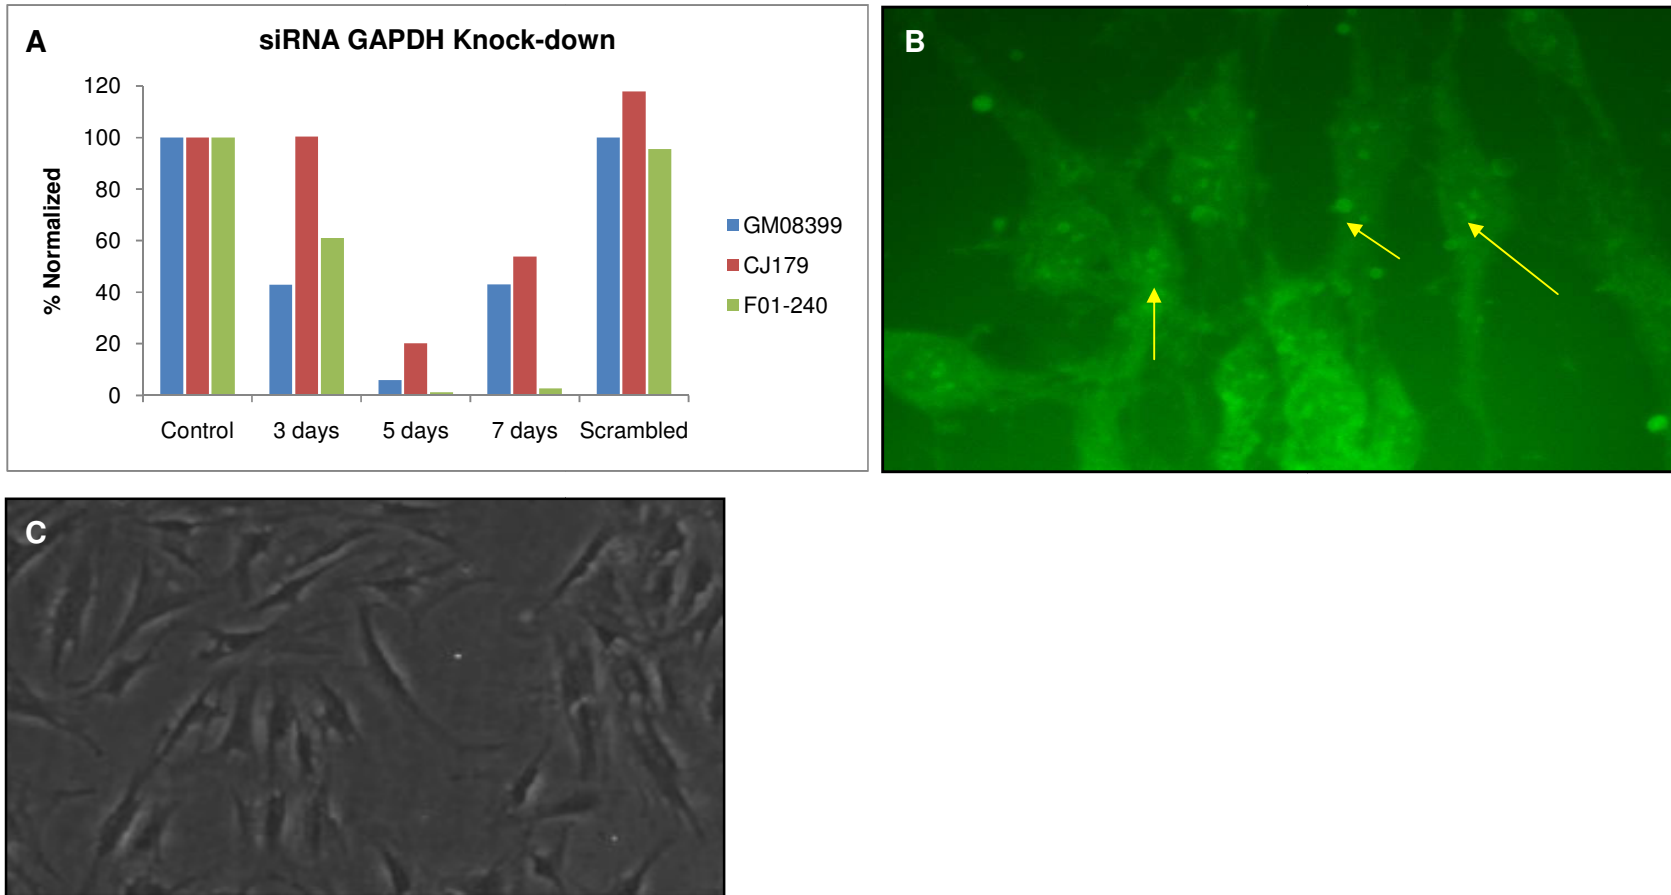 A
siRNA GAPDH Knock-down
% Normalized
120
100
80
60
40
20
0
Control 3 days 5 days 7 days Scrambled
GM08399
CJ179
F01-240
B
C